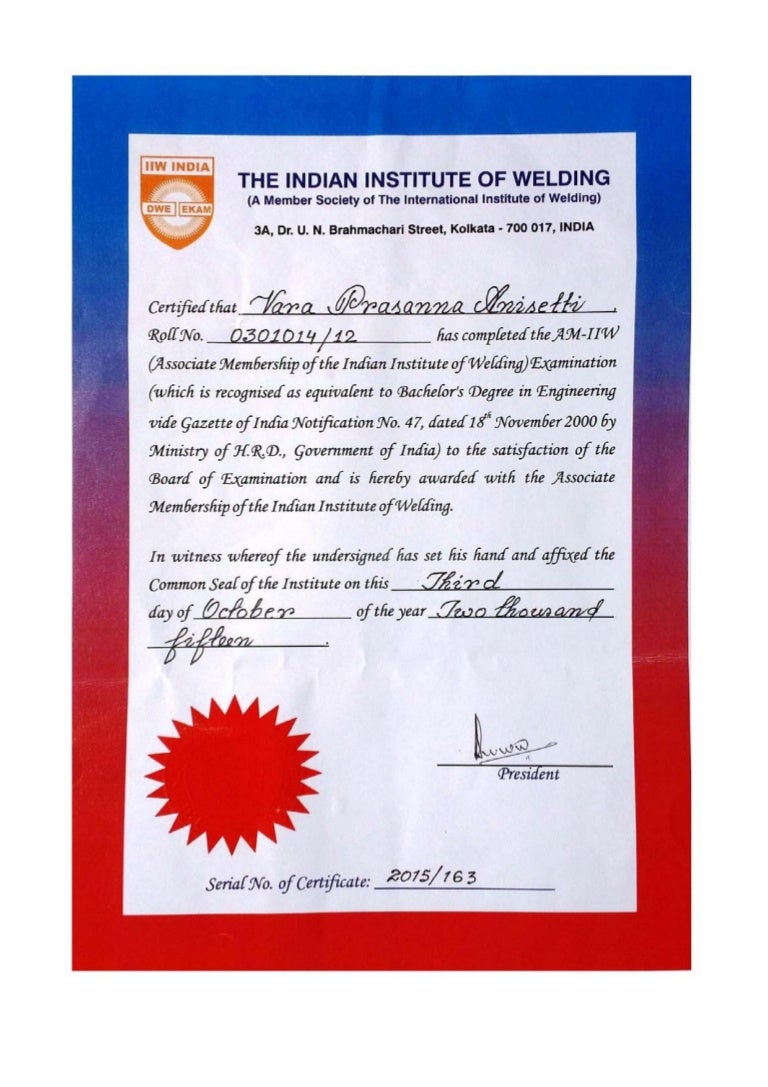 IIW INDIA
DWE EKAM
THE INDIAN INSTITUTE OF WELDING
(A Member Society of The International Institute of Welding)
3A, Dr. U. N. Brahmachari Street, Kolkata - 700 017, INDIA
Certified that Vara Prasanna Anisetti.
Roll No. 0301014/12 has completed the AM-IIW
(Associate Membership of the Indian Institute of Welding) Examination
(which is recognised as equivalent to Bachelor's Degree in Engineering
vide Gazette of India Notification No. 47, dated 18th November 2000 by
Ministry of H.R.D., Government of India) to the satisfaction of the
Board of Examination and is hereby awarded with the Associate
Membership of the Indian Institute of Welding.
In witness whereof the undersigned has set his hand and affixed the
Common Seal of the Institute on this Third
day of October of the year Two thousand
fifteen.
President
Serial No. of Certificate: 2015/163